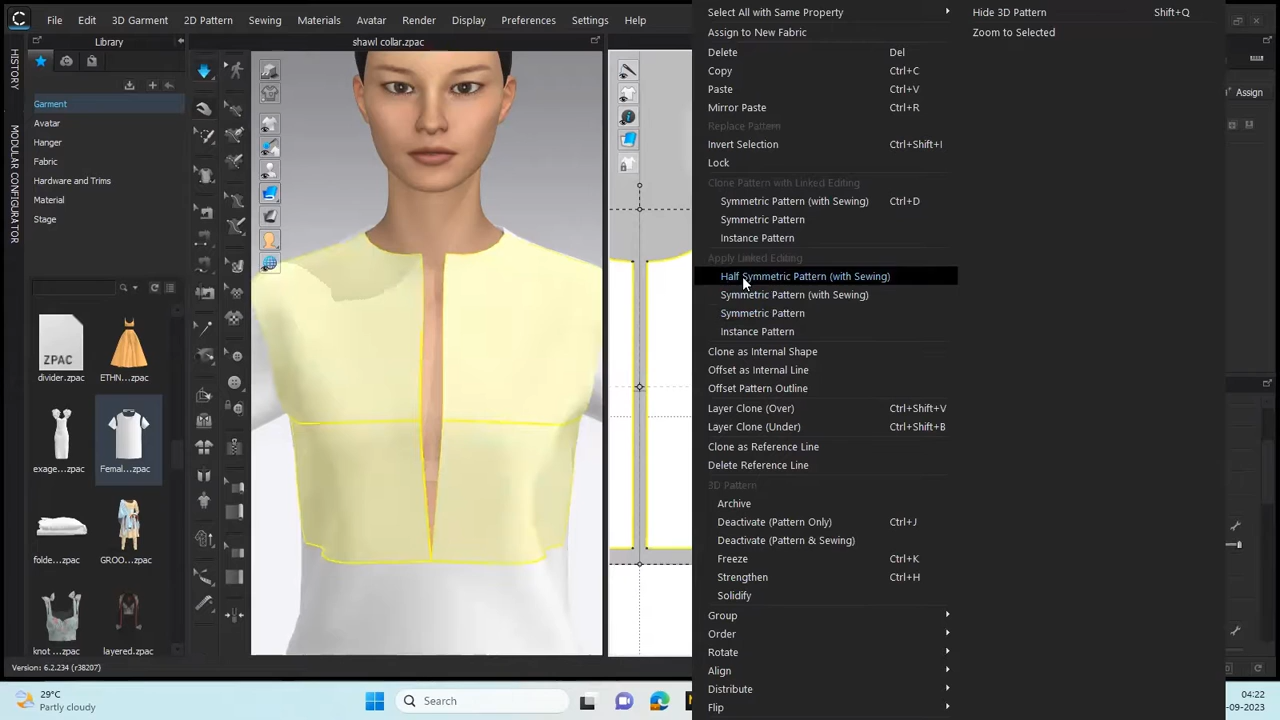 Edit
3D Garment
2D Pattern
Sewing
Materials
Avatar
Render
Display
Preferences
Settings
Help
Library
shawl collar.zpac
HISTORY
MODULAR CONFIGURATOR
Garment
Avatar
Hanger
Fabric
Hardware and Trims
Material
Stage
ZPAC
divider.zpac
ETHN...zpac
exage...zpac
Femal...zpac
folde...zpac
GROO...zpac
knot ...zpac
layered.zpac
Version: 6.2.234 (r38207)
Select All with Same Property
Assign to New Fabric
Delete Del
Copy Ctrl+C
Paste Ctrl+V
Mirror Paste Ctrl+R
Replace Pattern
Invert Selection Ctrl+Shift+I
Lock
Clone Pattern with Linked Editing
Symmetric Pattern (with Sewing) Ctrl+D
Symmetric Pattern
Instance Pattern
Apply Linked Editing
Half Symmetric Pattern (with Sewing)
Symmetric Pattern (with Sewing)
Symmetric Pattern
Instance Pattern
Clone as Internal Shape
Offset as Internal Line
Offset Pattern Outline
Layer Clone (Over) Ctrl+Shift+V
Layer Clone (Under) Ctrl+Shift+B
Clone as Reference Line
Delete Reference Line
3D Pattern
Archive
Deactivate (Pattern Only) Ctrl+J
Deactivate (Pattern & Sewing)
Freeze Ctrl+K
Strengthen Ctrl+H
Solidify
Group
Order
Rotate
Align
Distribute
Flip
Hide 3D Pattern Shift+Q
Zoom to Selected
Assign
29°C
Partly cloudy
Search
04:22
-09-2023